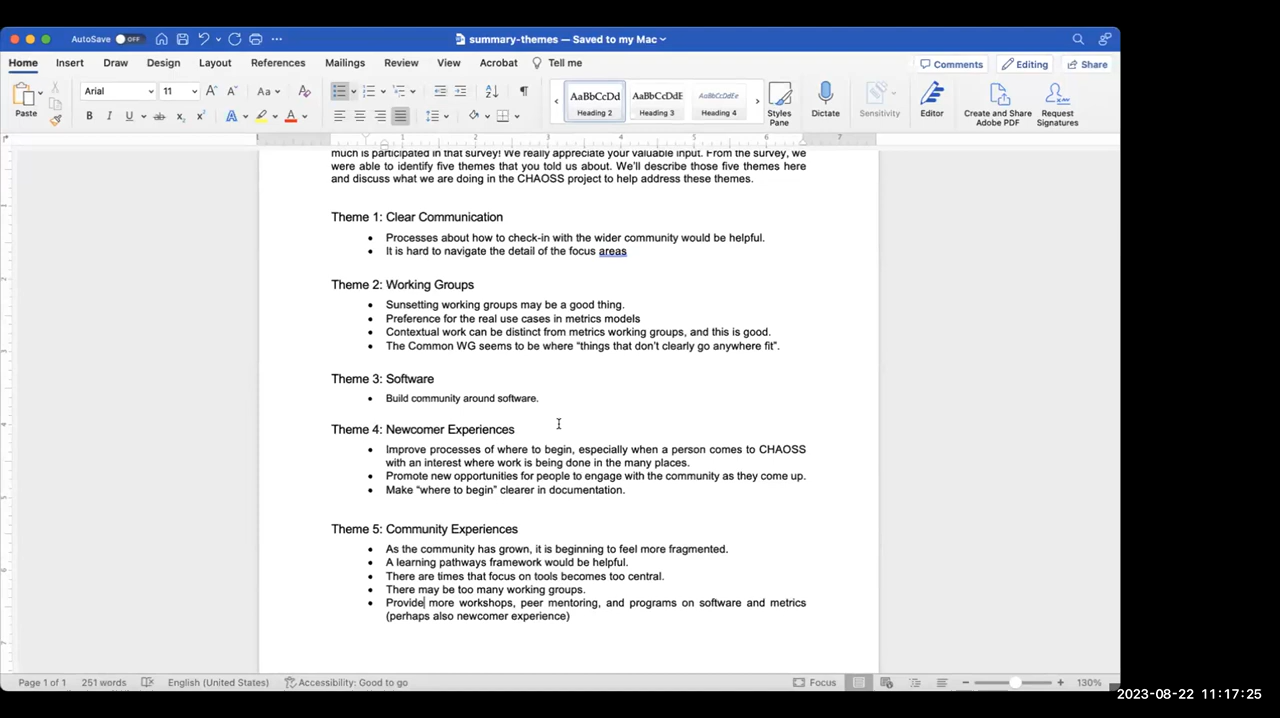 AutoSave OFF
summary-themes — Saved to my Mac
Home Insert Draw Design Layout References Mailings Review View Acrobat Tell me
Comments Editing Share
Paste
Arial 11
Aa
AaBbCcDd AaBbCcDdE AaBbCcDdEe
Heading 2 Heading 3 Heading 4
Styles Pane
Dictate
Sensitivity
Editor
Create and Share Adobe PDF
Request Signatures
1 2 3 4 5 6 7
much is participated in that survey! We really appreciate your valuable input. From the survey, we
were able to identify five themes that you told us about. We'll describe those five themes here
and discuss what we are doing in the CHAOSS project to help address these themes.
Theme 1: Clear Communication
• Processes about how to check-in with the wider community would be helpful.
• It is hard to navigate the detail of the focus areas
Theme 2: Working Groups
• Sunsetting working groups may be a good thing.
• Preference for the real use cases in metrics models
• Contextual work can be distinct from metrics working groups, and this is good.
• The Common WG seems to be where “things that don't clearly go anywhere fit”.
Theme 3: Software
• Build community around software.
Theme 4: Newcomer Experiences
• Improve processes of where to begin, especially when a person comes to CHAOSS
with an interest where work is being done in the many places.
• Promote new opportunities for people to engage with the community as they come up.
• Make “where to begin” clearer in documentation.
Theme 5: Community Experiences
• As the community has grown, it is beginning to feel more fragmented.
• A learning pathways framework would be helpful.
• There are times that focus on tools becomes too central.
• There may be too many working groups.
• Provide more workshops, peer mentoring, and programs on software and metrics
(perhaps also newcomer experience)
Page 1 of 1 251 words English (United States) Accessibility: Good to go Focus 130%
2023-08-22 11:17:25